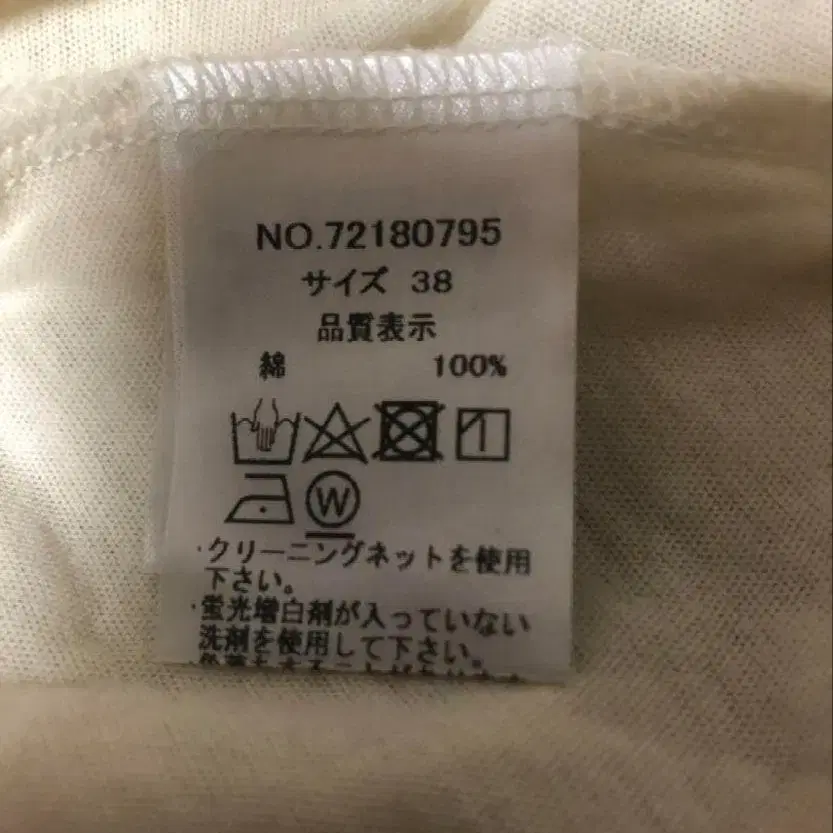 NO.72180795
サイズ 38
品質表示
綿 100%
W
・クリーニングネットを使用
下さい。
・蛍光増白剤が入っていない
洗剤を使用して下さい。